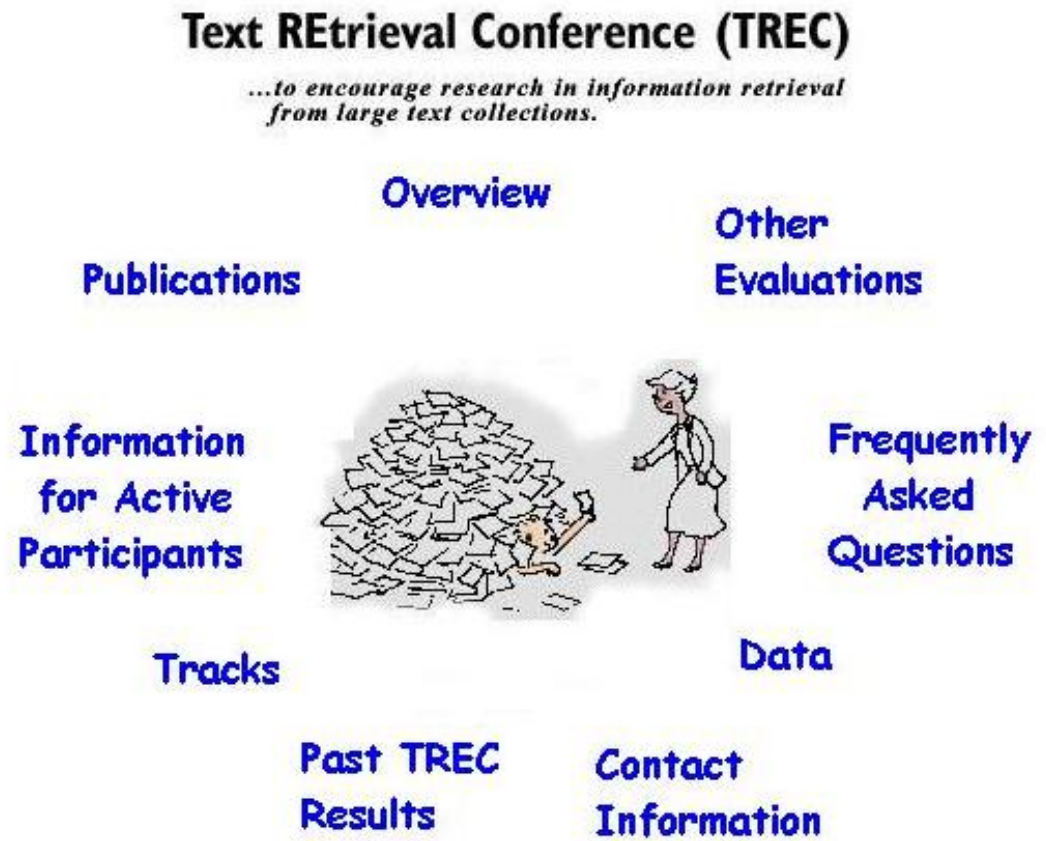 Text REtrieval Conference (TREC)
...to encourage research in information retrieval
from large text collections.
Overview
Other
Evaluations
Publications
Information
for Active
Participants
Frequently
Asked
Questions
Tracks
Data
Past TREC
Results
Contact
Information